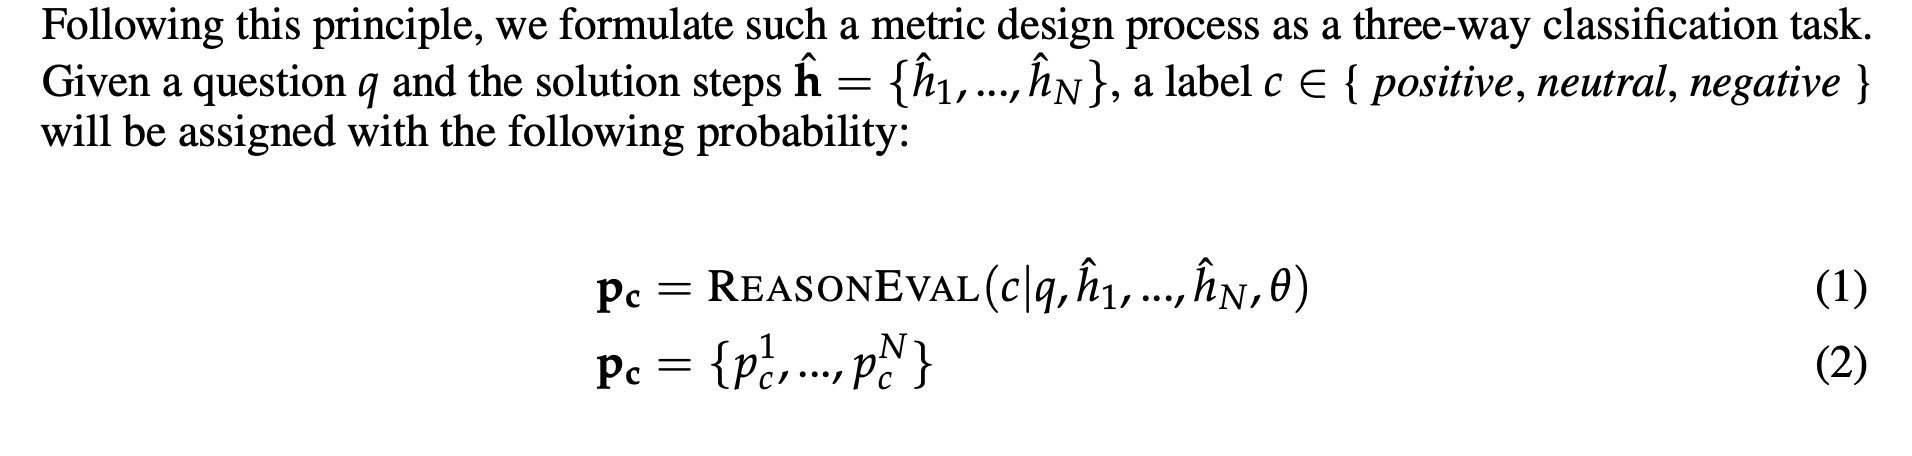 Following this principle, we formulate such a metric design process as a three-way classification task.
Given a question q and the solution steps ĥ = {ĥ₁, ..., ĥ_N}, a label c ∈ { positive, neutral, negative }
will be assigned with the following probability:
p_c = REASONEVAL(c|q, ĥ₁, ..., ĥ_N, θ) (1)
p_c = {p_c^1, ..., p_c^N} (2)